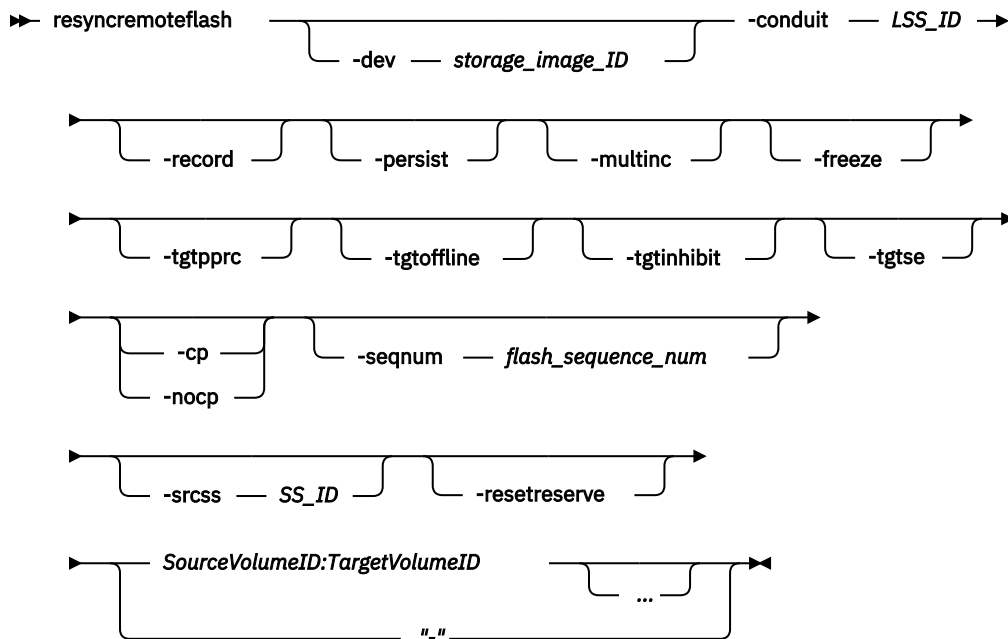 resyncremoteflash -conduit LSS_ID
-dev storage_image_ID
-record -persist -multinc -freeze
-tgtpprc -tgtoffline -tgtinhibit -tgtse
-cp -seqnum flash_sequence_num
-nocp
-srcss SS_ID -resetreserve
SourceVolumeID:TargetVolumeID
...
"-"